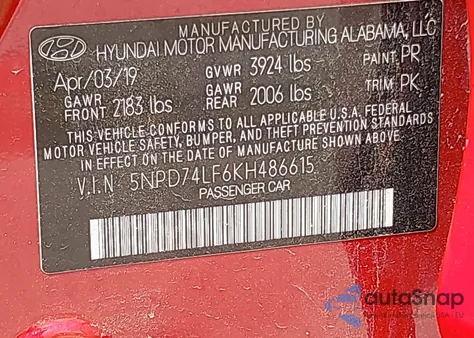 MANUFACTURED BY
HYUNDAI MOTOR MANUFACTURING ALABAMA, LLC
Apr/03/19 GVWR 3924 lbs PAINT PR
GAWR FRONT 2183 lbs GAWR REAR 2006 lbs TRIM PK
THIS VEHICLE CONFORMS TO ALL APPLICABLE U.S.A. FEDERAL
MOTOR VEHICLE SAFETY, BUMPER, AND THEFT PREVENTION STANDARDS
IN EFFECT ON THE DATE OF MANUFACTURE SHOWN ABOVE.
V.I.N 5NPD74LF6KH486615
PASSENGER CAR
autoSnap